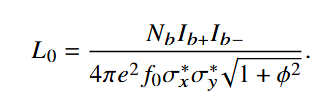 $$L_0 = \frac{N_b I_{b+} I_{b-}}{4\pi e^2 f_0 \sigma_x^* \sigma_y^* \sqrt{1 + \phi^2}}.$$